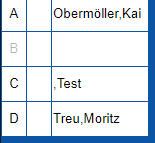 A Obermöller,Kai
B
C ,Test
D Treu,Moritz